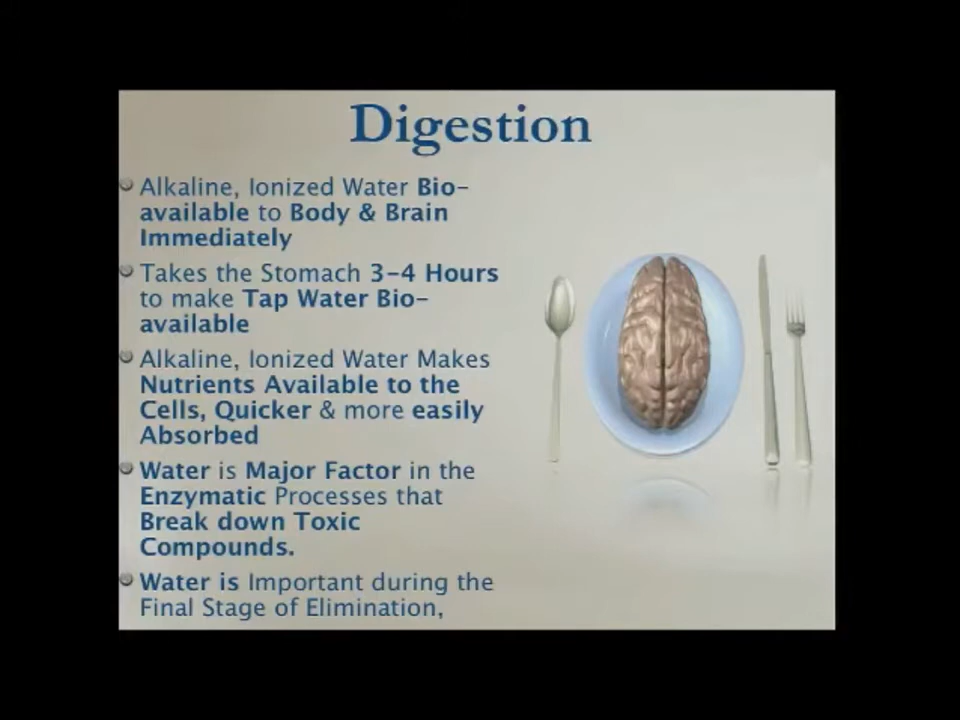 Digestion
Alkaline, Ionized Water Bio-
available to Body & Brain
Immediately
Takes the Stomach 3-4 Hours
to make Tap Water Bio-
available
Alkaline, Ionized Water Makes
Nutrients Available to the
Cells, Quicker & more easily
Absorbed
Water is Major Factor in the
Enzymatic Processes that
Break down Toxic
Compounds.
Water is Important during the
Final Stage of Elimination,